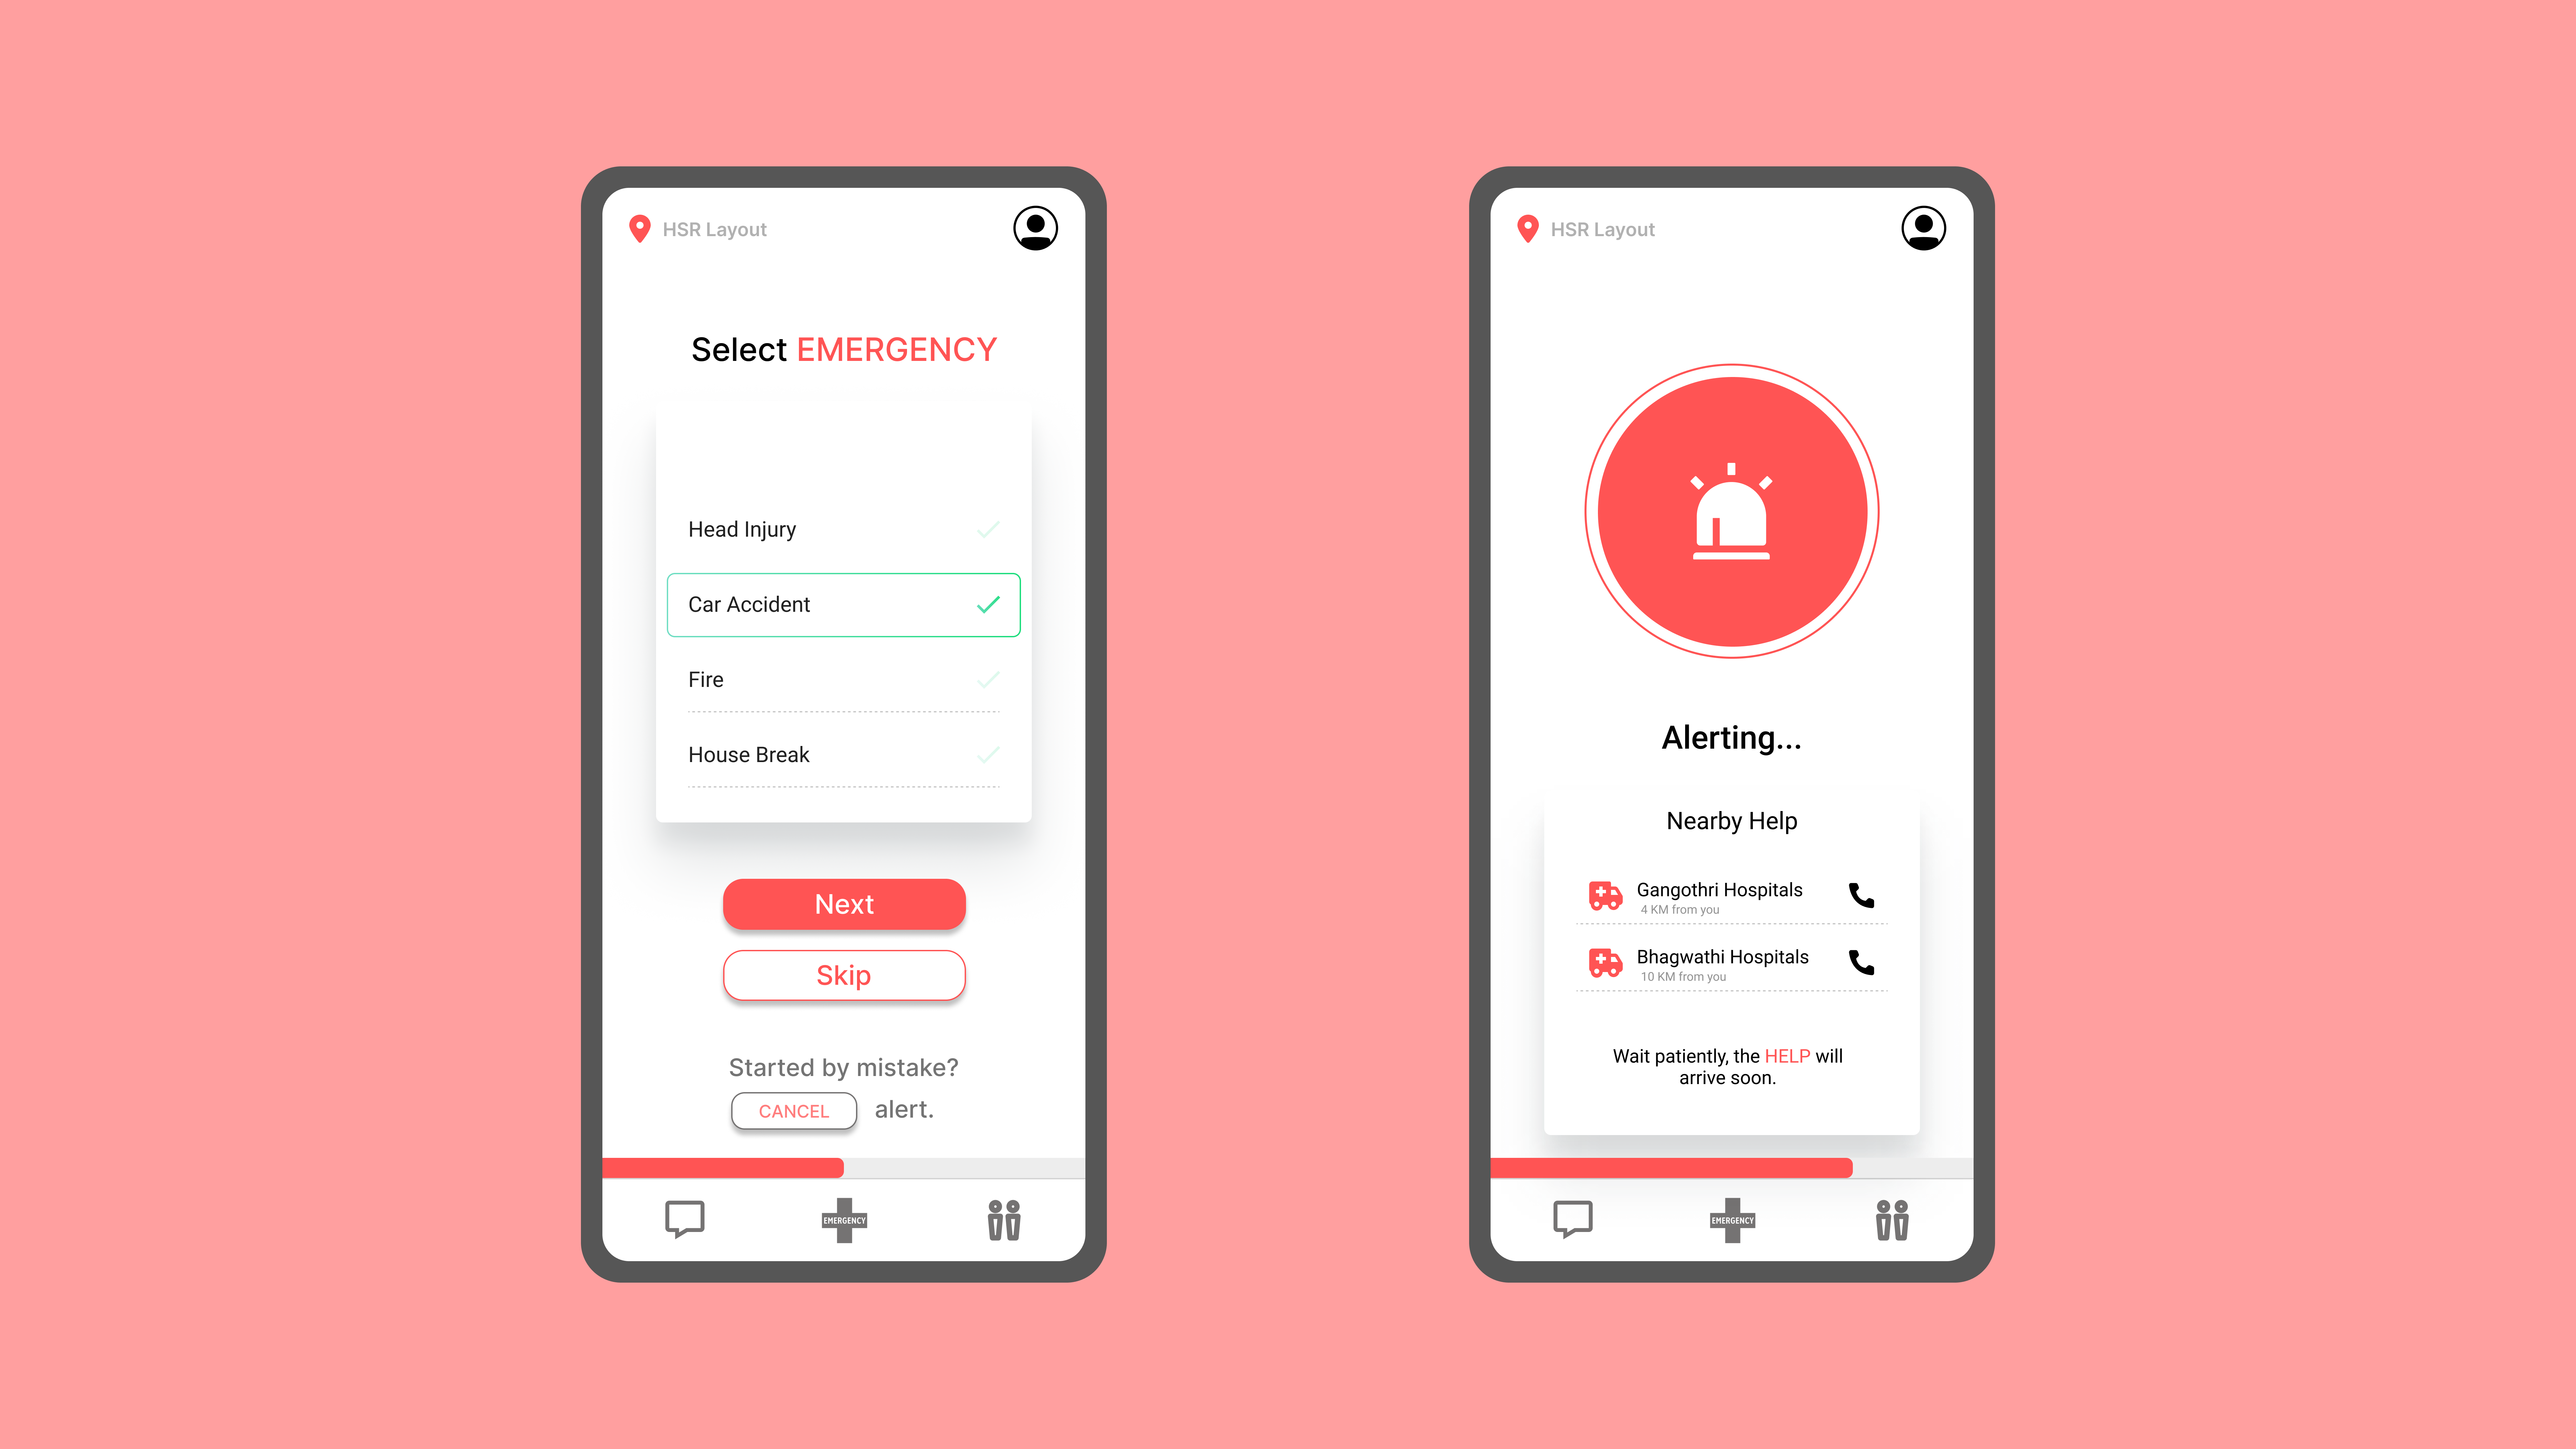 HSR Layout
Select EMERGENCY
Head Injury
Car Accident
Fire
House Break
Next
Skip
Started by mistake?
CANCEL alert.
EMERGENCY
HSR Layout
Alerting...
Nearby Help
Gangothri Hospitals
4 KM from you
Bhagwathi Hospitals
10 KM from you
Wait patiently, the HELP will
arrive soon.
EMERGENCY